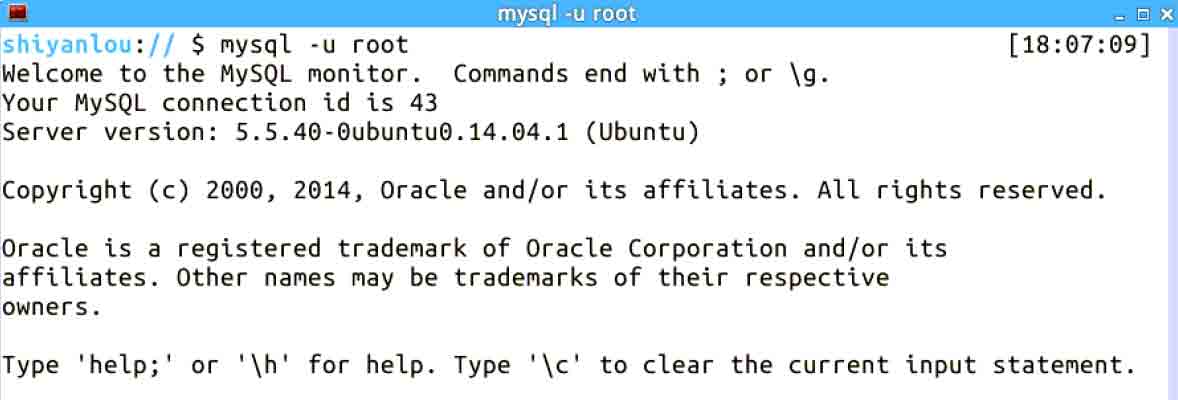 mysql -u root
shiyanlou:// $ mysql -u root [18:07:09]
Welcome to the MySQL monitor.  Commands end with ; or \g.
Your MySQL connection id is 43
Server version: 5.5.40-0ubuntu0.14.04.1 (Ubuntu)
Copyright (c) 2000, 2014, Oracle and/or its affiliates. All rights reserved.
Oracle is a registered trademark of Oracle Corporation and/or its
affiliates. Other names may be trademarks of their respective
owners.
Type 'help;' or '\h' for help. Type '\c' to clear the current input statement.